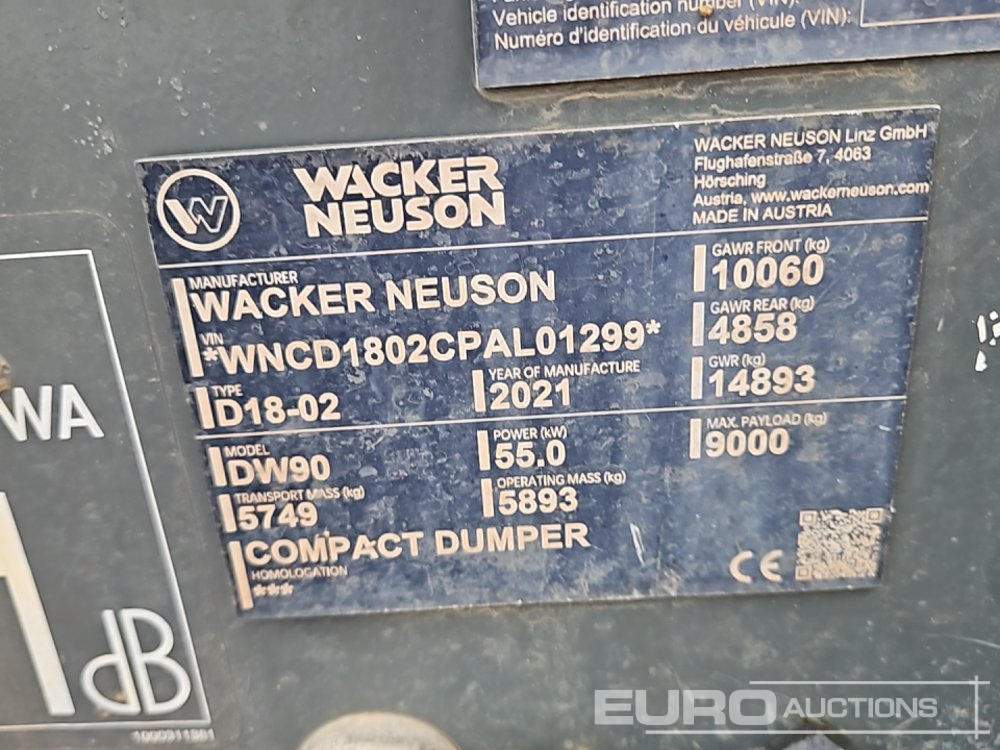 Vehicle identification number (VIN):
Numéro d'identification du véhicule (VIN):
WACKER NEUSON
WACKER NEUSON Linz GmbH
Flughafenstraße 7, 4063
Hörsching
Austria, www.wackerneuson.com
MADE IN AUSTRIA
MANUFACTURER
WACKER NEUSON
VIN
*WNCD1802CPAL01299*
TYPE
D18-02
YEAR OF MANUFACTURE
2021
GAWR FRONT (kg)
10060
GAWR REAR (kg)
4858
GWR (kg)
14893
MODEL
DW90
POWER (kW)
55.0
MAX. PAYLOAD (kg)
9000
TRANSPORT MASS (kg)
5749
OPERATING MASS (kg)
5893
COMPACT DUMPER
HOMOLOGATION
***
CE
WA
dB
EUROAUCTIONS